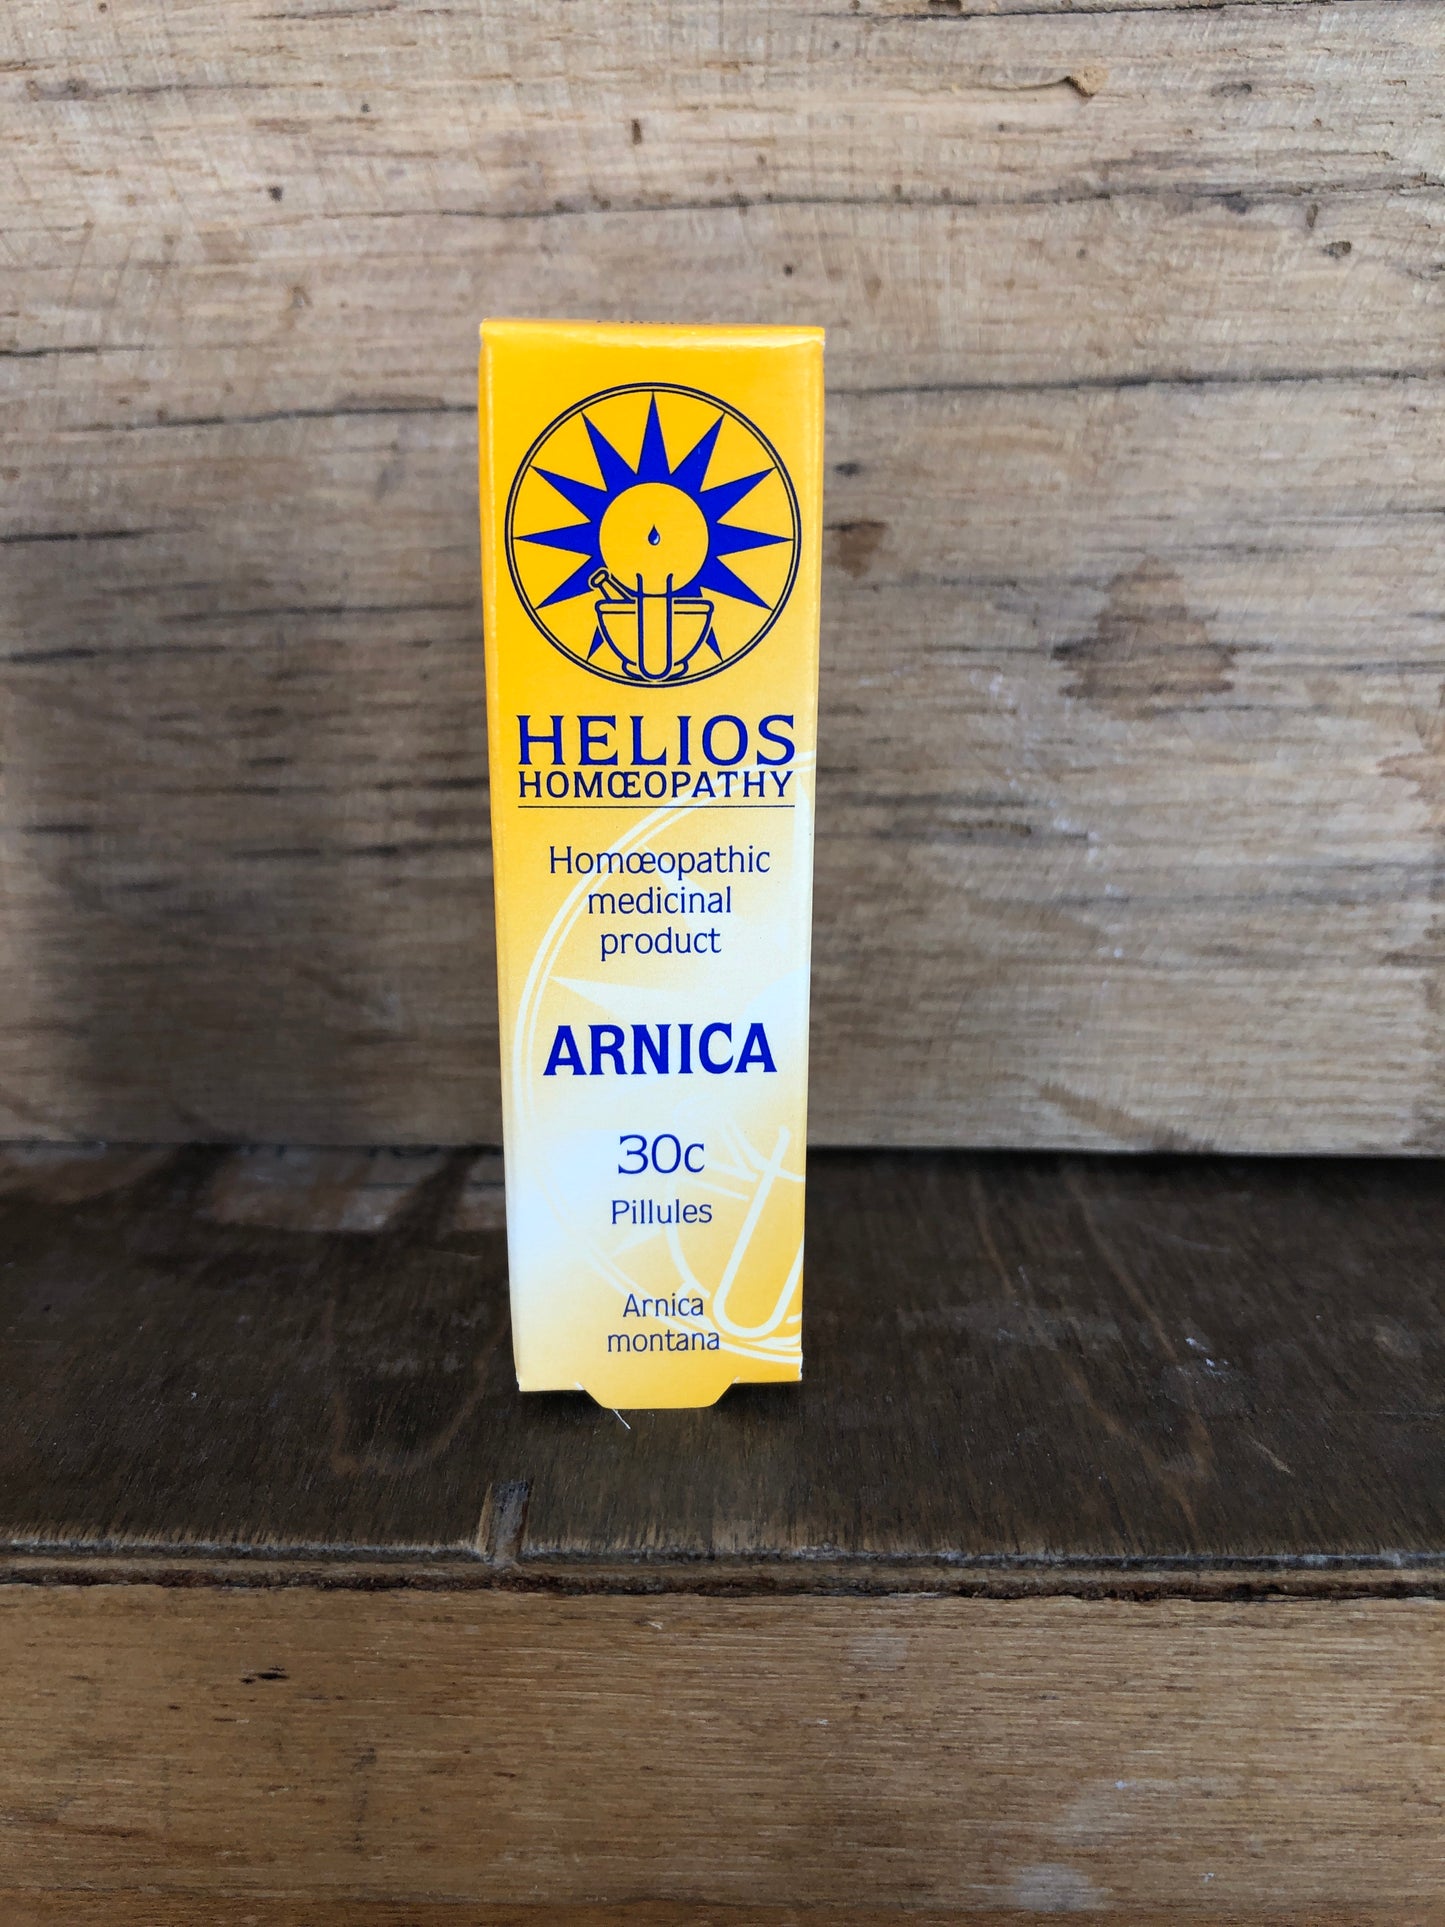 HELIOS
HOMŒOPATHY
Homœopathic
medicinal
product
ARNICA
30c
Pillules
Arnica
montana